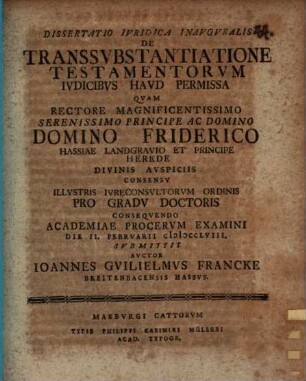 DISSERTATIO IVRIDICA INAVGVRALIS
DE
TRANSSVBSTANTIATIONE
TESTAMENTORVM
IVDICIBVS HAVD PERMISSA
QVAM
RECTORE MAGNIFICENTISSIMO
SERENISSIMO PRINCIPE AC DOMINO
DOMINO FRIDERICO
HASSIAE LANDGRAVIO ET PRINCIPE
HEREDE
DIVINIS AVSPICIIS
CONSENSV
ILLVSTRIS IVRECONSVLTORVM ORDINIS
PRO GRADV DOCTORIS
CONSEQVENDO
ACADEMIAE PROCERVM EXAMINI
DIE II. FEBRVARII cIɔIɔccLVIII.
SVBMITTIT
AVCTOR
IOANNES GVILIELMVS FRANCKE
BREITENBACENSIS HASSVS.
MARBVRGI CATTORVM
TYPIS PHILIPPI CASIMIRI MÜLLERI
ACAD. TYPOGR.